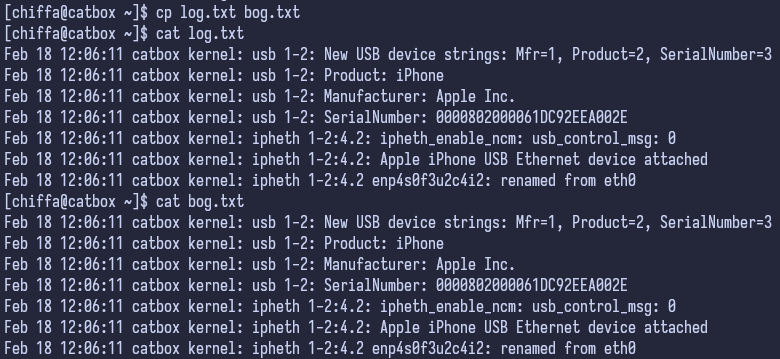 [chiffa@catbox ~]$ cp log.txt bog.txt
[chiffa@catbox ~]$ cat log.txt
Feb 18 12:06:11 catbox kernel: usb 1-2: New USB device strings: Mfr=1, Product=2, SerialNumber=3
Feb 18 12:06:11 catbox kernel: usb 1-2: Product: iPhone
Feb 18 12:06:11 catbox kernel: usb 1-2: Manufacturer: Apple Inc.
Feb 18 12:06:11 catbox kernel: usb 1-2: SerialNumber: 0000802000061DC92EEA002E
Feb 18 12:06:11 catbox kernel: ipheth 1-2:4.2: ipheth_enable_ncm: usb_control_msg: 0
Feb 18 12:06:11 catbox kernel: ipheth 1-2:4.2: Apple iPhone USB Ethernet device attached
Feb 18 12:06:11 catbox kernel: ipheth 1-2:4.2 enp4s0f3u2c4i2: renamed from eth0
[chiffa@catbox ~]$ cat bog.txt
Feb 18 12:06:11 catbox kernel: usb 1-2: New USB device strings: Mfr=1, Product=2, SerialNumber=3
Feb 18 12:06:11 catbox kernel: usb 1-2: Product: iPhone
Feb 18 12:06:11 catbox kernel: usb 1-2: Manufacturer: Apple Inc.
Feb 18 12:06:11 catbox kernel: usb 1-2: SerialNumber: 0000802000061DC92EEA002E
Feb 18 12:06:11 catbox kernel: ipheth 1-2:4.2: ipheth_enable_ncm: usb_control_msg: 0
Feb 18 12:06:11 catbox kernel: ipheth 1-2:4.2: Apple iPhone USB Ethernet device attached
Feb 18 12:06:11 catbox kernel: ipheth 1-2:4.2 enp4s0f3u2c4i2: renamed from eth0